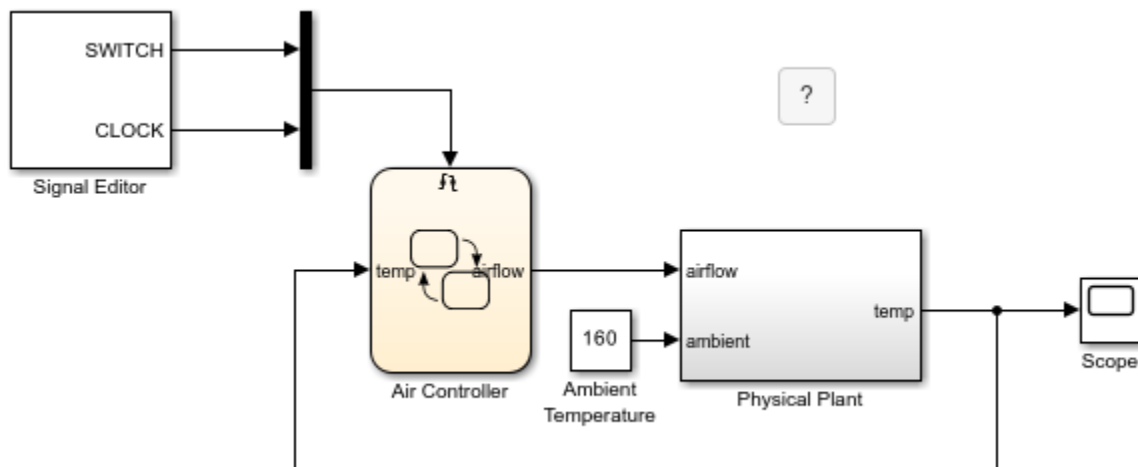 SWITCH
CLOCK
Signal Editor
?
temp
airflow
Air Controller
160
Ambient
Temperature
airflow
ambient
temp
Physical Plant
Scope